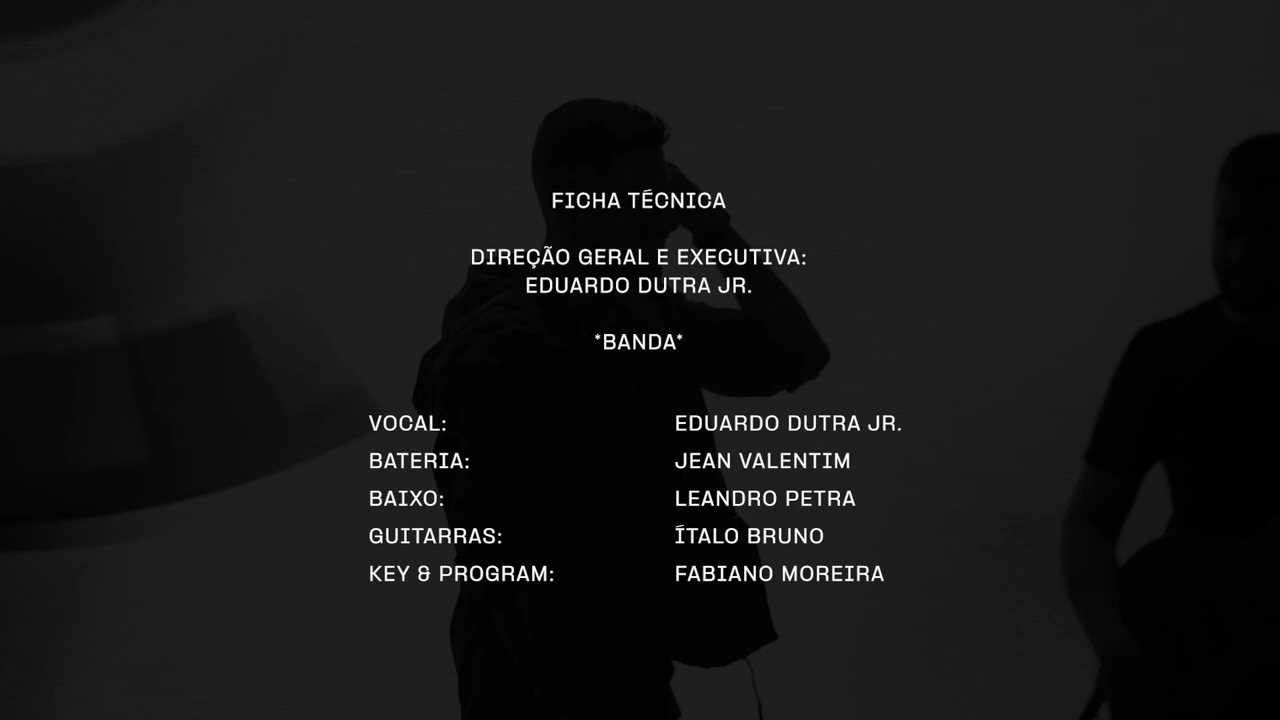 FICHA TÉCNICA
DIREÇÃO GERAL E EXECUTIVA:
EDUARDO DUTRA JR.
*BANDA*
VOCAL: EDUARDO DUTRA JR.
BATERIA: JEAN VALENTIM
BAIXO: LEANDRO PETRA
GUITARRAS: ÍTALO BRUNO
KEY & PROGRAM: FABIANO MOREIRA